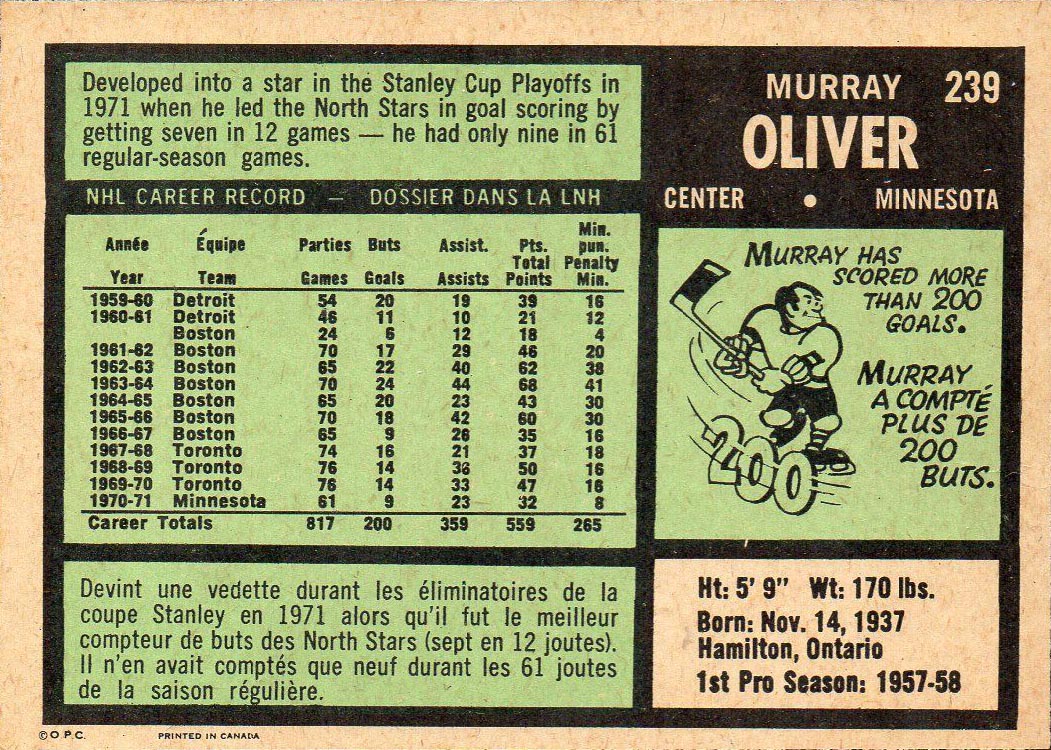 Developed into a star in the Stanley Cup Playoffs in
1971 when he led the North Stars in goal scoring by
getting seven in 12 games — he had only nine in 61
regular-season games.
NHL CAREER RECORD — DOSSIER DANS LA LNH
Année Équipe Parties Buts Assist. Pts. Min. pun.
Year Team Games Goals Assists Total Points Penalty Min.
1959-60 Detroit 54 20 19 39 16
1960-61 Detroit 46 11 10 21 12
Boston 24 6 12 18 4
1961-62 Boston 70 17 29 46 20
1962-63 Boston 65 22 40 62 38
1963-64 Boston 70 24 44 68 41
1964-65 Boston 65 20 23 43 30
1965-66 Boston 70 18 42 60 30
1966-67 Boston 65 9 26 35 16
1967-68 Toronto 74 16 21 37 18
1968-69 Toronto 76 14 36 50 16
1969-70 Toronto 76 14 33 47 16
1970-71 Minnesota 61 9 23 32 8
Career Totals 817 200 359 559 265
Devint une vedette durant les éliminatoires de la
coupe Stanley en 1971 alors qu'il fut le meilleur
compteur de buts des North Stars (sept en 12 joutes).
Il n'en avait comptés que neuf durant les 61 joutes
de la saison régulière.
MURRAY 239
OLIVER
CENTER • MINNESOTA
MURRAY HAS
SCORED MORE
THAN 200
GOALS.
MURRAY
A COMPTÉ
PLUS DE
200
BUTS.
200
Ht: 5' 9" Wt: 170 lbs.
Born: Nov. 14, 1937
Hamilton, Ontario
1st Pro Season: 1957-58
© O.P.C. PRINTED IN CANADA